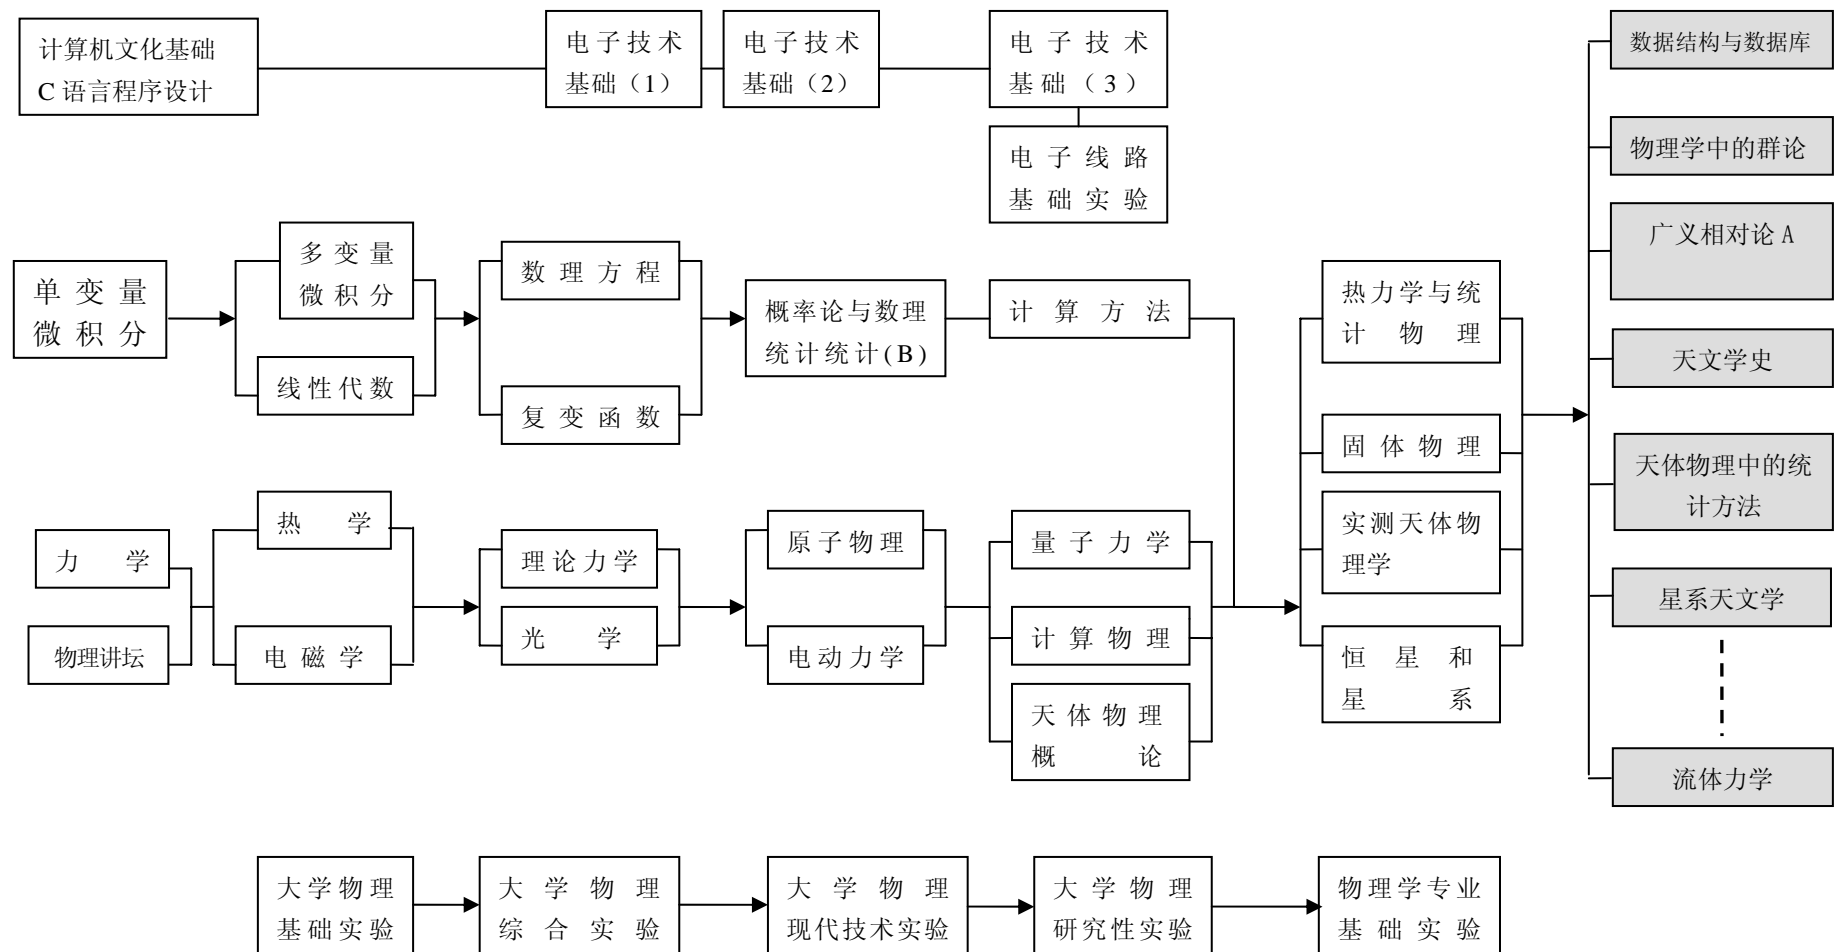 计算机文化基础
C 语言程序设计
电子技术
基础（1）
电子技术
基础（2）
电子技术
基础（3）
电子线路
基础实验
单变量
微积分
多变量
微积分
线性代数
数理方程
复变函数
概率论与数理
统计统计(B)
计算方法
力学
物理讲坛
热学
电磁学
理论力学
光学
原子物理
电动力学
量子力学
计算物理
天体物理
概论
热力学与统
计物理
固体物理
实测天体物
理学
恒星和
星系
数据结构与数据库
物理学中的群论
广义相对论 A
天文学史
天体物理中的统
计方法
星系天文学
流体力学
大学物理
基础实验
大学物理
综合实验
大学物理
现代技术实验
大学物理
研究性实验
物理学专业
基础实验